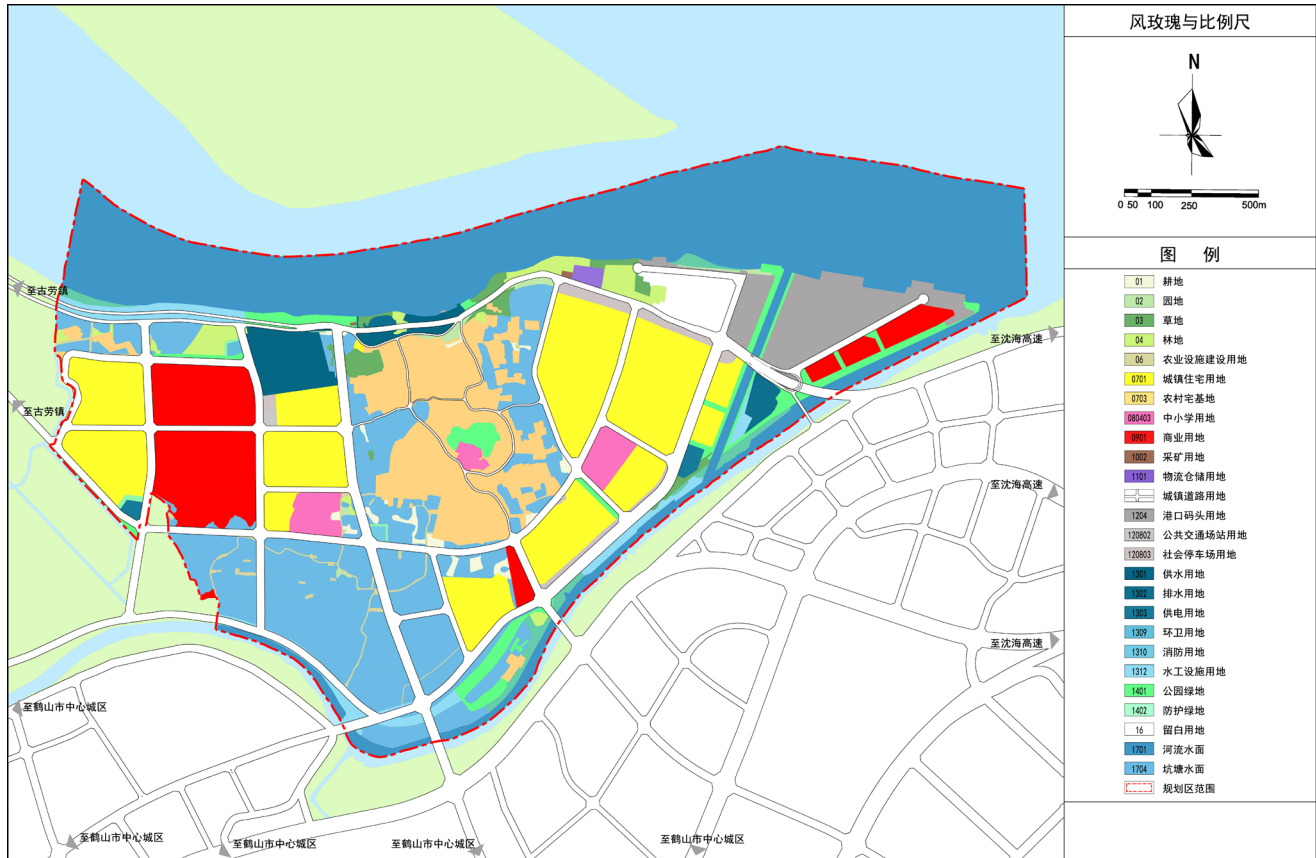 风玫瑰与比例尺
N
0 50 100 250 500m
图 例
01 耕地
02 园地
03 草地
04 林地
06 农业设施建设用地
0701 城镇住宅用地
0703 农村宅基地
080403 中小学用地
0901 商业用地
1002 采矿用地
1101 物流仓储用地
城镇道路用地
1204 港口码头用地
120802 公共交通场站用地
120803 社会停车场用地
1301 供水用地
1302 排水用地
1303 供电用地
1309 环卫用地
1310 消防用地
1312 水工设施用地
1401 公园绿地
1402 防护绿地
16 留白用地
1701 河流水面
1704 坑塘水面
规划区范围
至古劳镇
至沈海高速
至古劳镇
至沈海高速
至沈海高速
至鹤山市中心城区
至鹤山市中心城区
至鹤山市中心城区
至鹤山市中心城区
至鹤山市中心城区